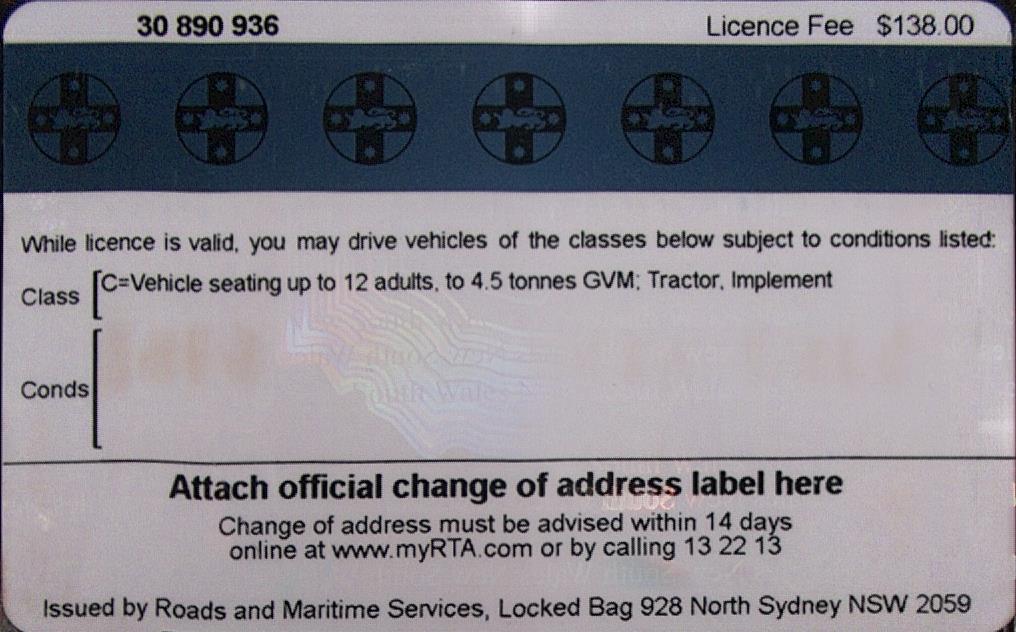 30 890 936 Licence Fee $138.00
While licence is valid, you may drive vehicles of the classes below subject to conditions listed:
Class C=Vehicle seating up to 12 adults, to 4.5 tonnes GVM; Tractor, Implement
Conds
Attach official change of address label here
Change of address must be advised within 14 days
online at www.myRTA.com or by calling 13 22 13
Issued by Roads and Maritime Services, Locked Bag 928 North Sydney NSW 2059